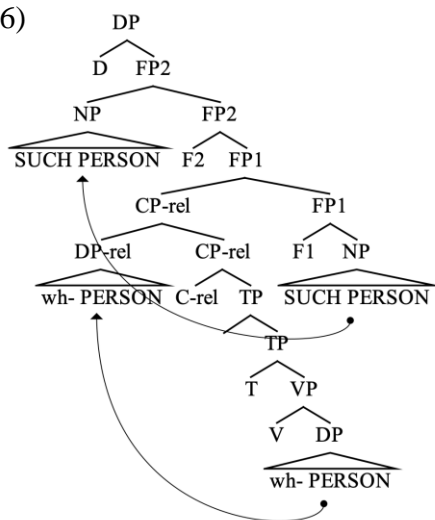 6)
DP
D FP2
NP FP2
SUCH PERSON F2 FP1
CP-rel FP1
DP-rel CP-rel F1 NP
wh- PERSON C-rel TP SUCH PERSON
TP
T VP
V DP
wh- PERSON